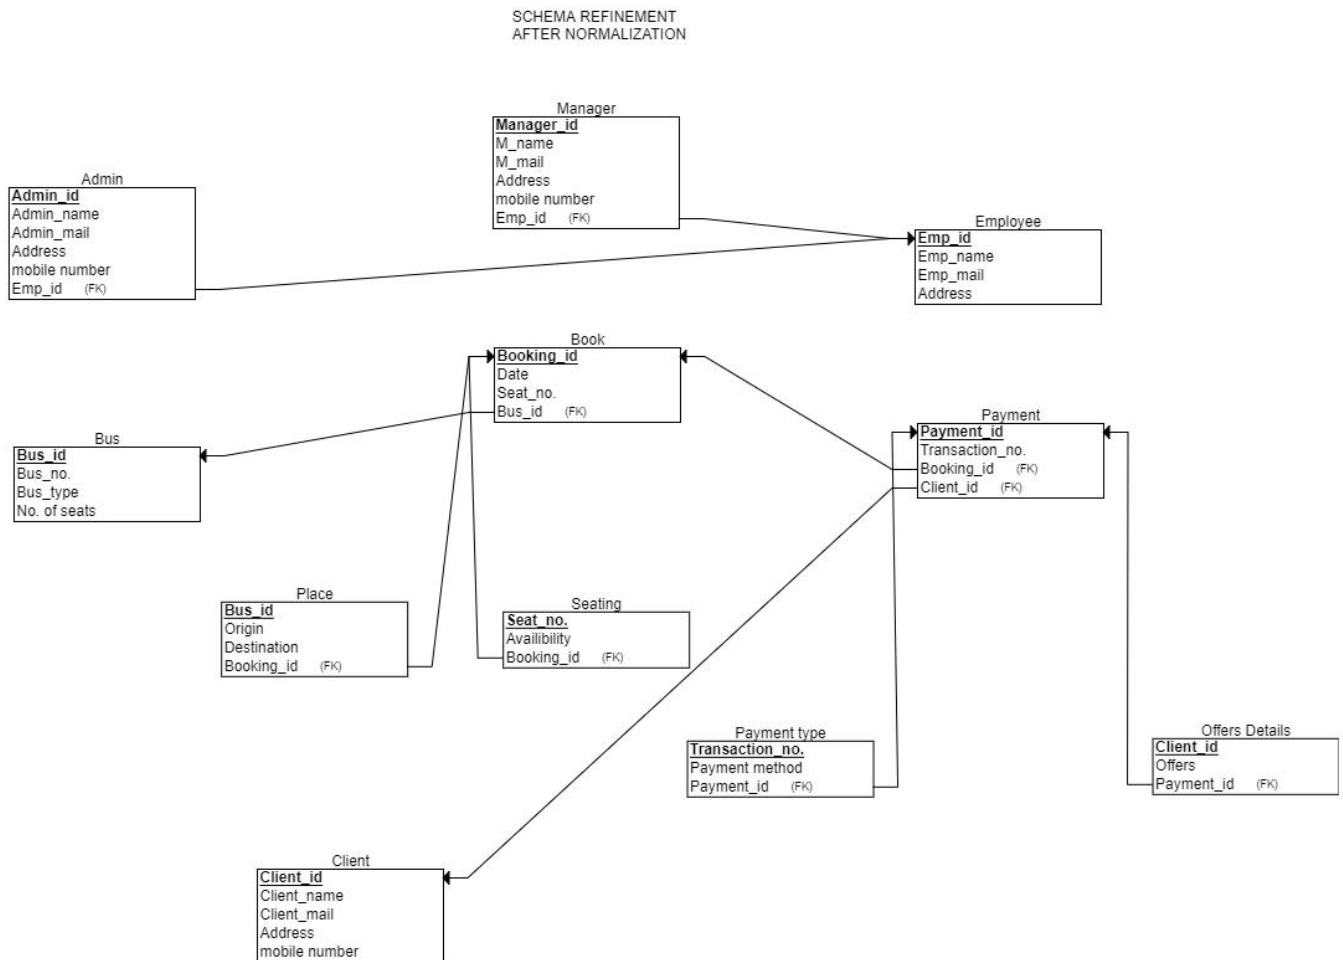 SCHEMA REFINEMENT
AFTER NORMALIZATION
Manager
Manager_id
M_name
M_mail
Address
mobile number
Emp_id (FK)
Admin
Admin_id
Admin_name
Admin_mail
Address
mobile number
Emp_id (FK)
Employee
Emp_id
Emp_name
Emp_mail
Address
Book
Booking_id
Date
Seat_no.
Bus_id (FK)
Payment
Payment_id
Transaction_no.
Booking_id (FK)
Client_id (FK)
Bus
Bus_id
Bus_no.
Bus_type
No. of seats
Place
Bus_id
Origin
Destination
Booking_id (FK)
Seating
Seat_no.
Availibility
Booking_id (FK)
Payment type
Transaction_no.
Payment method
Payment_id (FK)
Offers Details
Client_id
Offers
Payment_id (FK)
Client
Client_id
Client_name
Client_mail
Address
mobile number